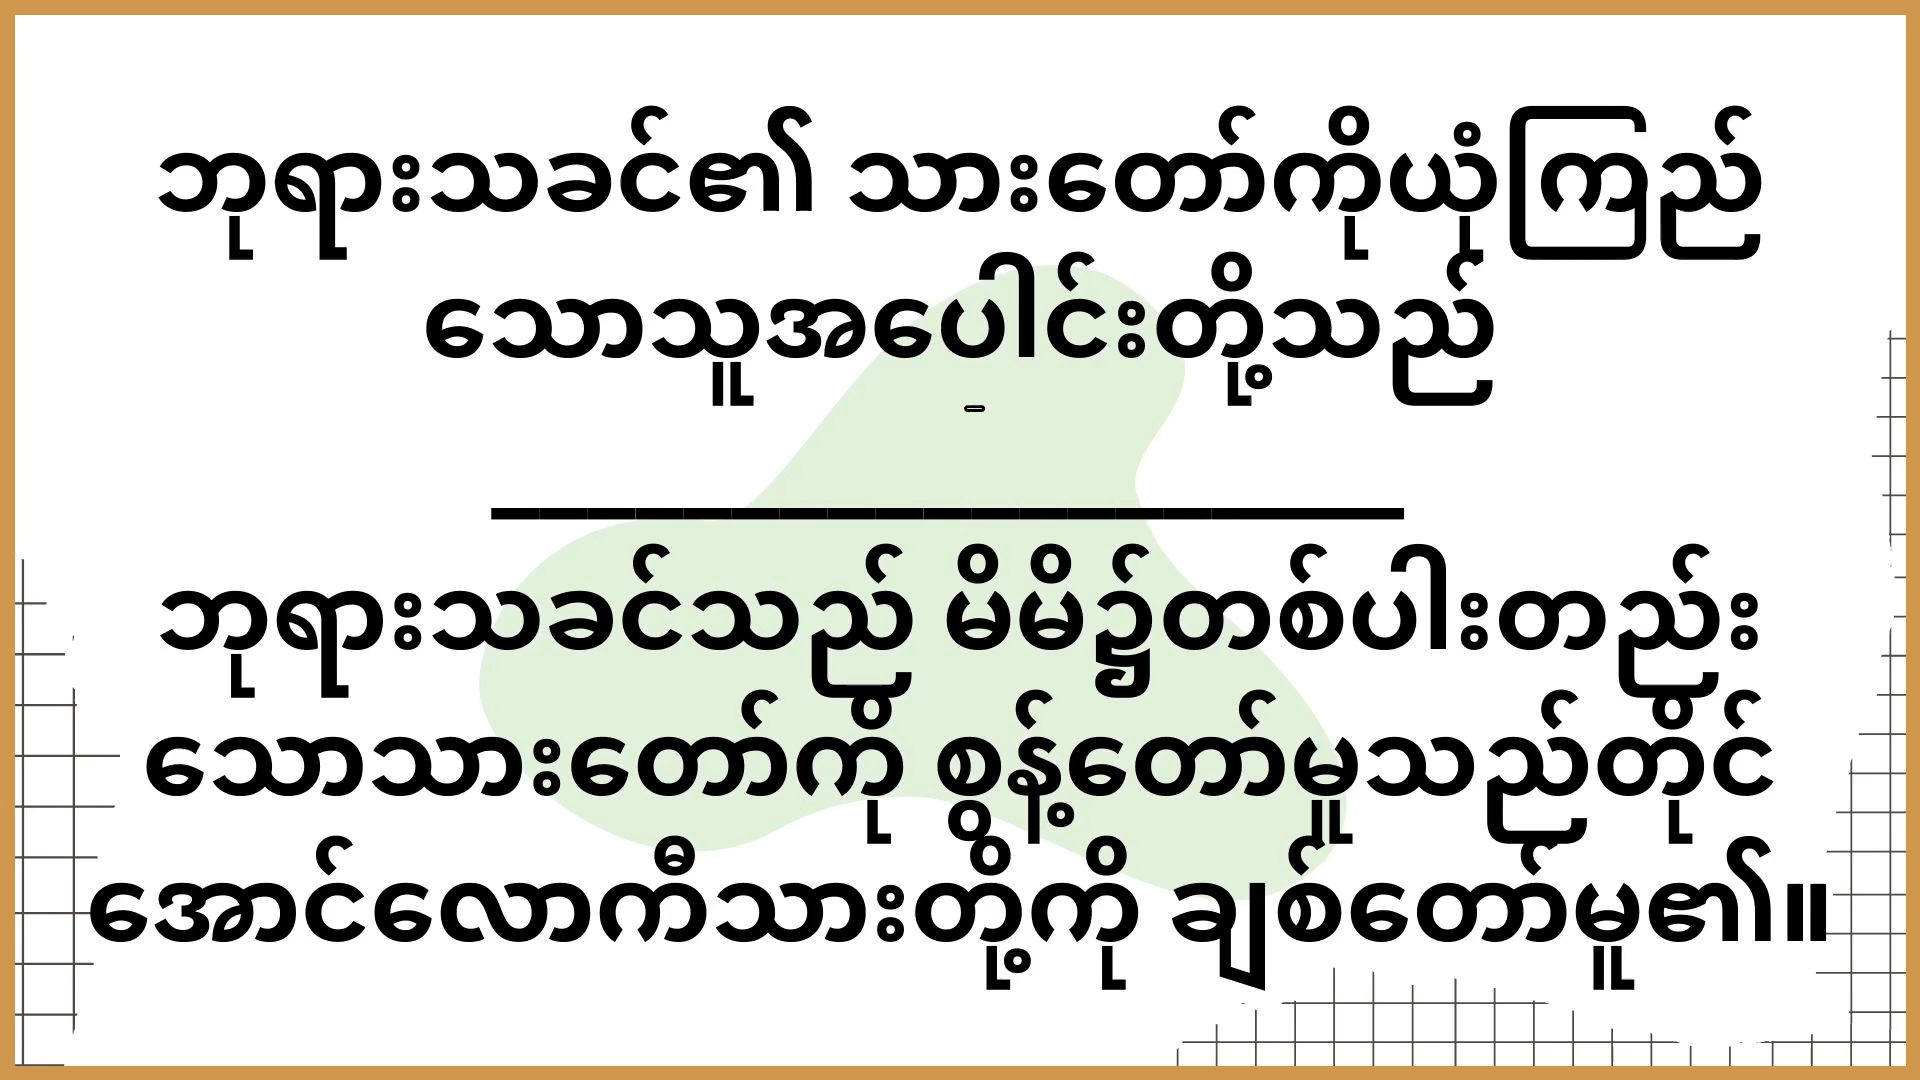 ဘုရားသခင်၏ သားတော်ကိုယုံကြည်
သောသူအပေါင်းတို့သည်
-
___________________
ဘုရားသခင်သည် မိမိ၌တစ်ပါးတည်း
သောသားတော်ကို စွန့်တော်မူသည်တိုင်
အောင်လောကီသားတို့ကို ချစ်တော်မူ၏။